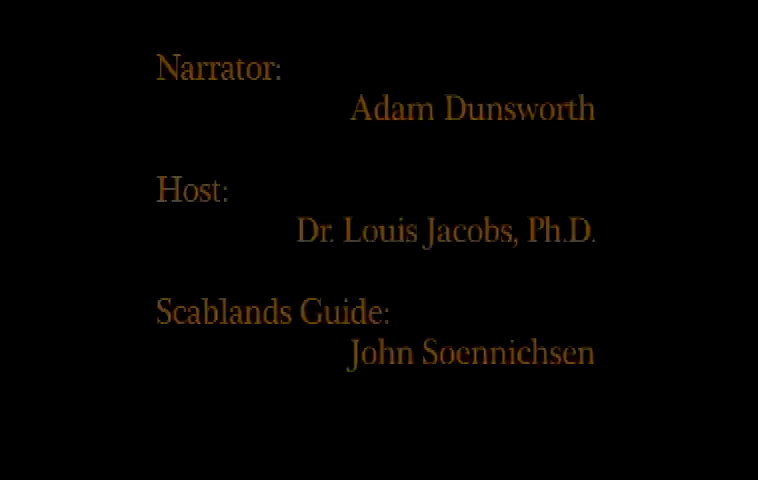 Narrator:
Adam Dunsworth
Host:
Dr. Louis Jacobs, Ph.D.
Scablands Guide:
John Soennichsen